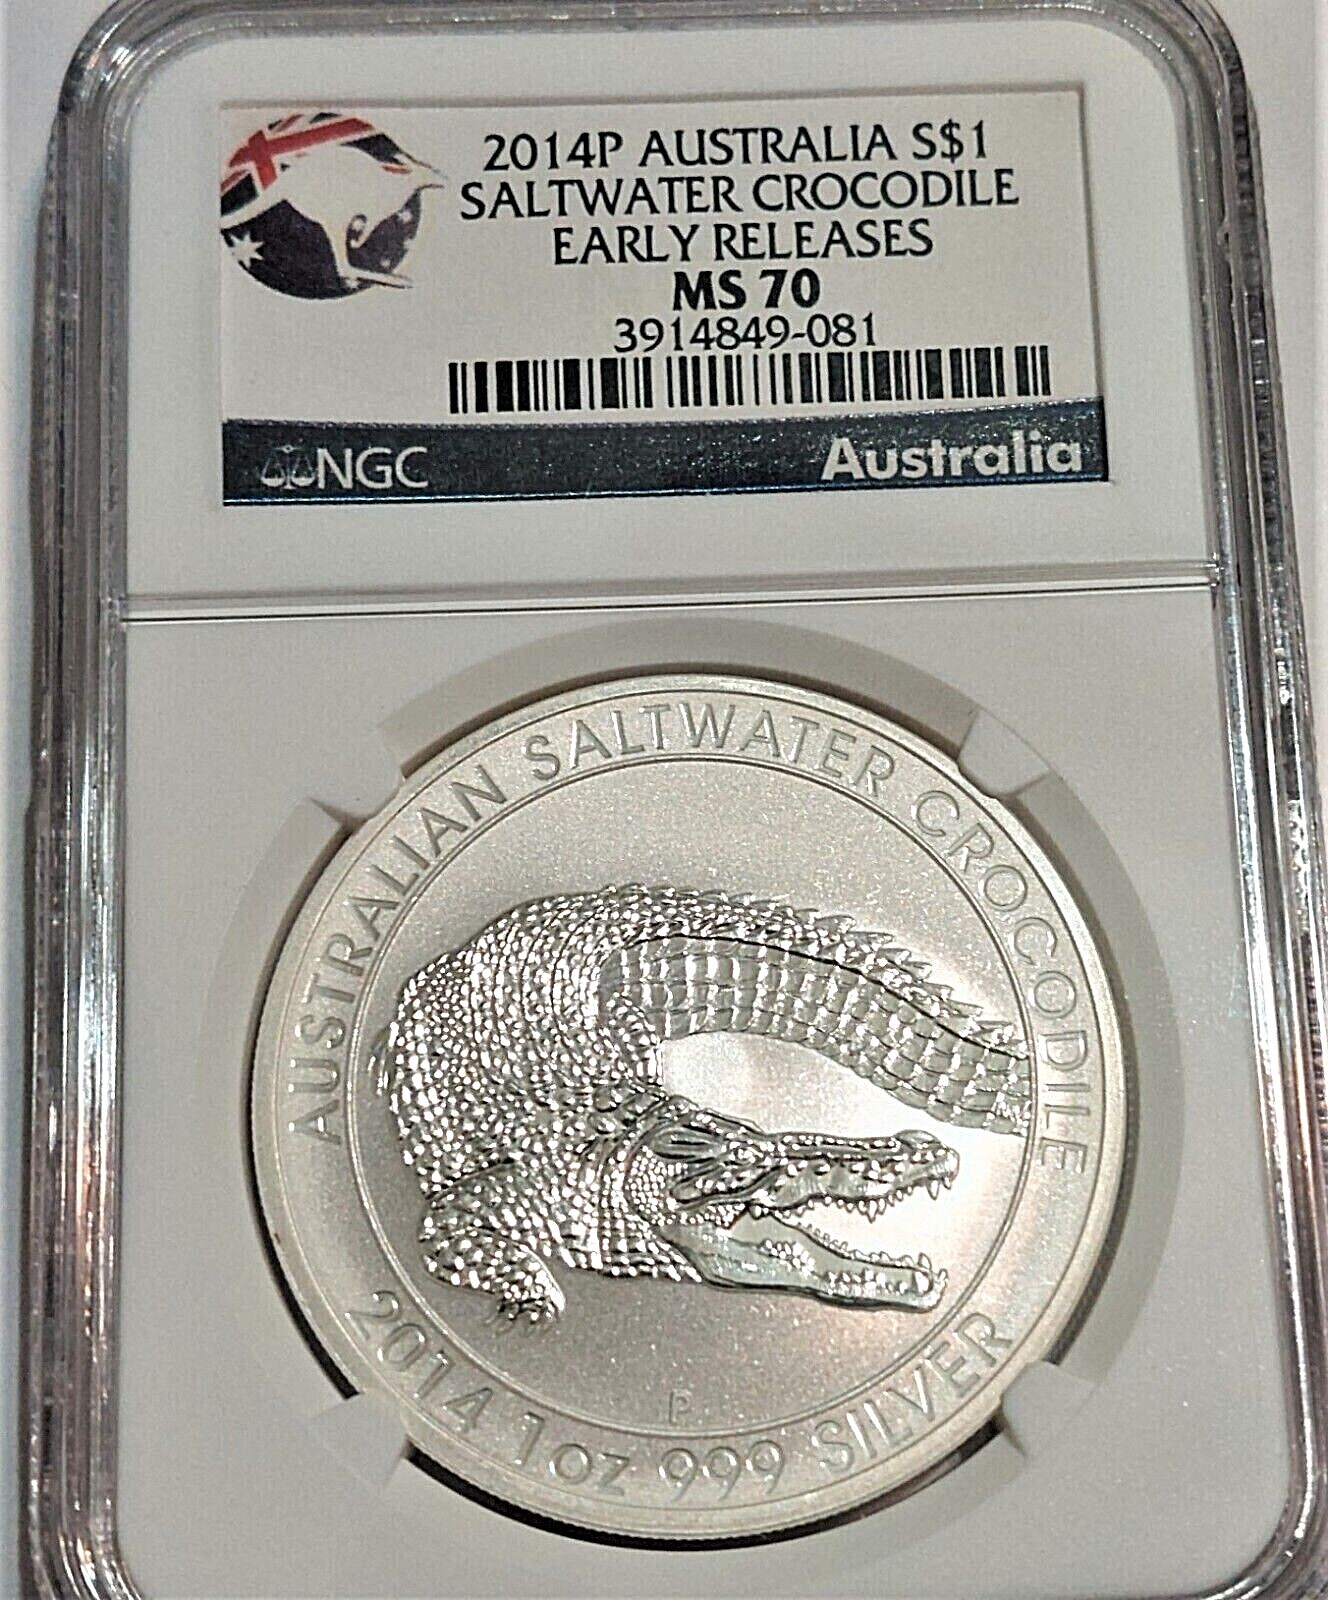 2014P AUSTRALIA S$1
SALTWATER CROCODILE
EARLY RELEASES
MS 70
3914849-081
NGC
Australia
AUSTRALIAN SALTWATER CROCODILE
P
2014 1oz 999 SILVER